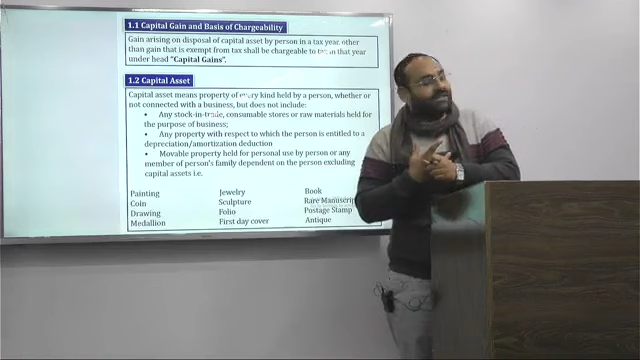 1.1 Capital Gain and Basis of Chargeability
Gain arising on disposal of capital asset by person in a tax year, other
than gain that is exempt from tax shall be chargeable to tax in that year
under head "Capital Gains".
1.2 Capital Asset
Capital asset means property of every kind held by a person, whether or
not connected with a business, but does not include:
• Any stock-in-trade, consumable stores or raw materials held for
the purpose of business;
• Any property with respect to which the person is entitled to a
depreciation/amortization deduction
• Movable property held for personal use by person or any
member of person's family dependent on the person excluding
capital assets i.e.
Painting Jewelry Book
Coin Sculpture Rare Manuscrip
Drawing Folio Postage Stamp
Medallion First day cover Antique